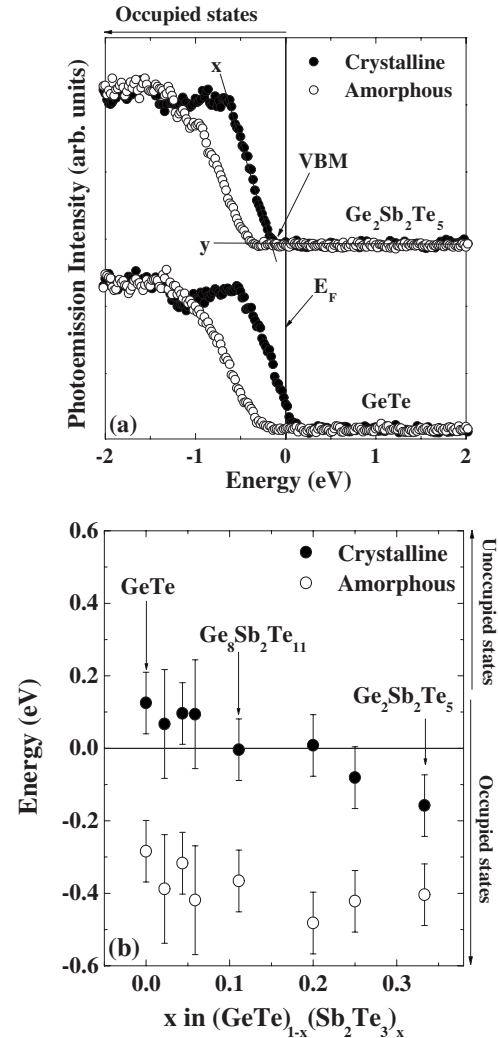 Occupied states
x
Crystalline
Amorphous
VBM
Ge₂Sb₂Te₅
y
E_F
GeTe
(a)
Photoemission Intensity (arb. units)
-2 -1 0 1 2
Energy (eV)
0.6
0.4
0.2
0.0
-0.2
-0.4
-0.6
Energy (eV)
Crystalline
Amorphous
GeTe
Ge₈Sb₂Te₁₁
Ge₂Sb₂Te₅
Unoccupied states
Occupied states
(b)
0.0 0.1 0.2 0.3
x in (GeTe)₁₋ₓ(Sb₂Te₃)ₓ